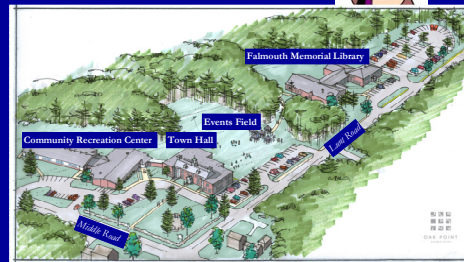 Falmouth Memorial Library
Events Field
Community Recreation Center
Town Hall
Lunt Road
Middle Road
OAK POINT